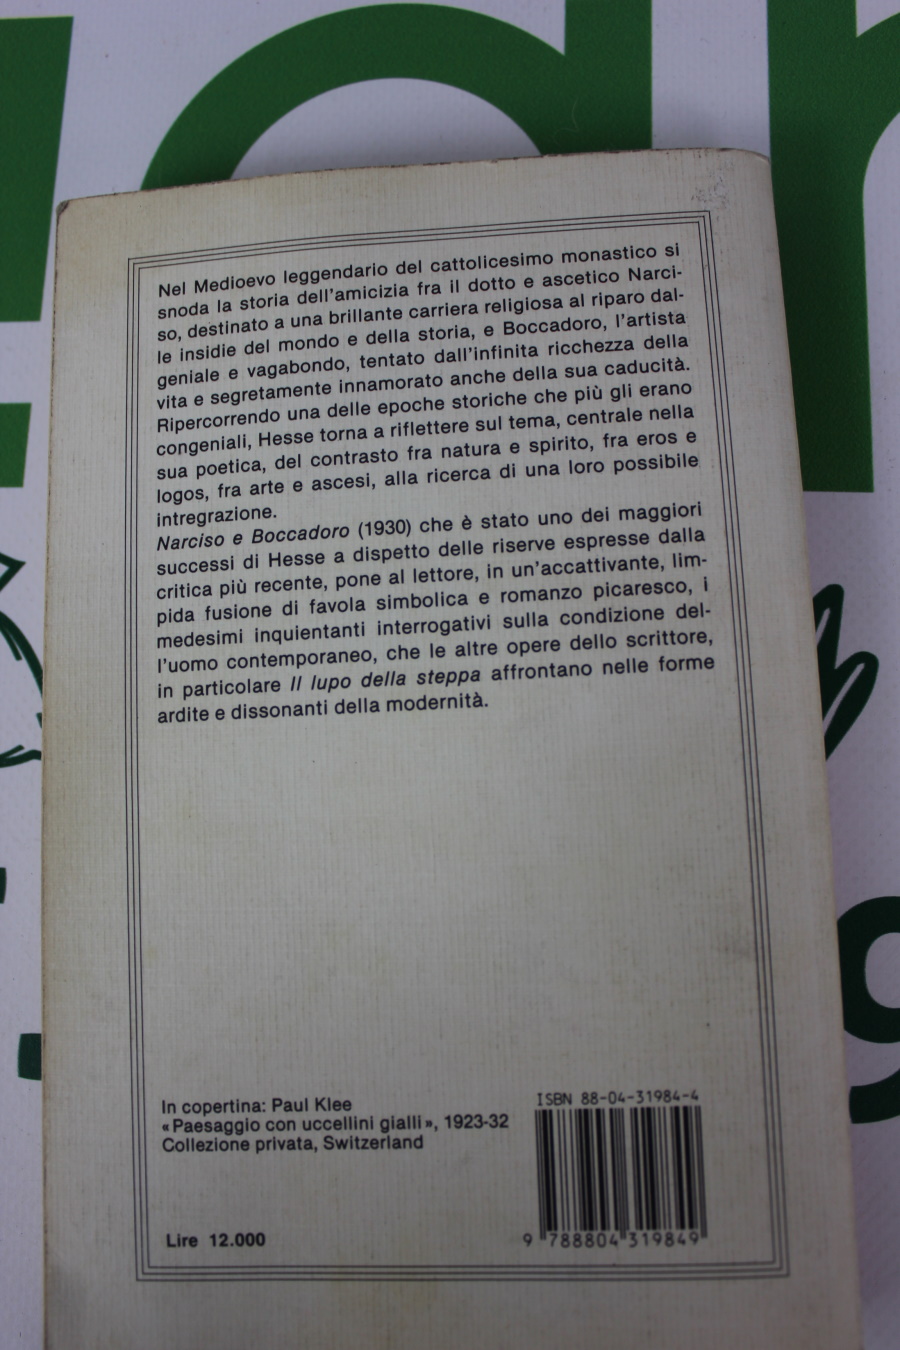 Nel Medioevo leggendario del cattolicesimo monastico si
snoda la storia dell'amicizia fra il dotto e ascetico Narci-
so, destinato a una brillante carriera religiosa al riparo dal-
le insidie del mondo e della storia, e Boccadoro, l'artista
geniale e vagabondo, tentato dall'infinita ricchezza della
vita e segretamente innamorato anche della sua caducità.
Ripercorrendo una delle epoche storiche che più gli erano
congeniali, Hesse torna a riflettere sul tema, centrale nella
sua poetica, del contrasto fra natura e spirito, fra eros e
logos, fra arte e ascesi, alla ricerca di una loro possibile
intregrazione.
Narciso e Boccadoro (1930) che è stato uno dei maggiori
successi di Hesse a dispetto delle riserve espresse dalla
critica più recente, pone al lettore, in un'accattivante, lim-
pida fusione di favola simbolica e romanzo picaresco, i
medesimi inquientanti interrogativi sulla condizione del-
l'uomo contemporaneo, che le altre opere dello scrittore,
in particolare Il lupo della steppa affrontano nelle forme
ardite e dissonanti della modernità.
In copertina: Paul Klee
«Paesaggio con uccellini gialli», 1923-32
Collezione privata, Switzerland
Lire 12.000
ISBN 88-04-31984-4
9 788804 319849